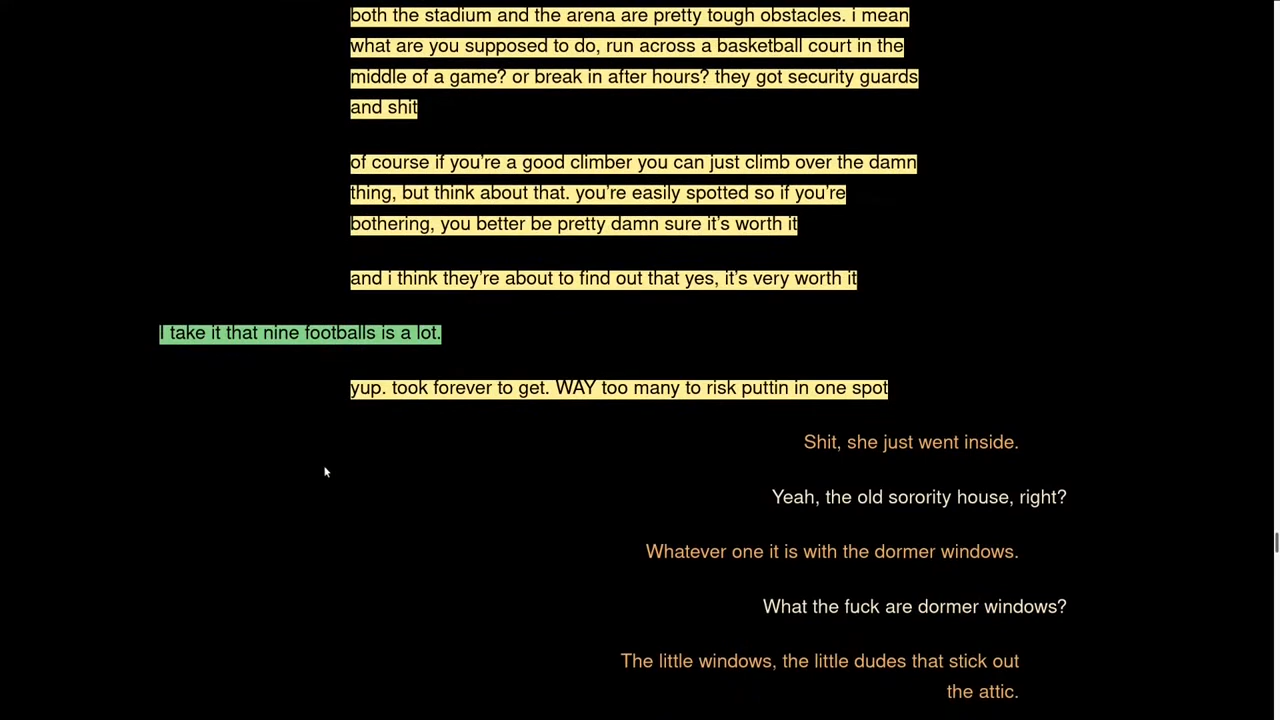 both the stadium and the arena are pretty tough obstacles. i mean
what are you supposed to do, run across a basketball court in the
middle of a game? or break in after hours? they got security guards
and shit
of course if you’re a good climber you can just climb over the damn
thing, but think about that. you’re easily spotted so if you’re
bothering, you better be pretty damn sure it’s worth it
and i think they’re about to find out that yes, it’s very worth it
I take it that nine footballs is a lot.
yup. took forever to get. WAY too many to risk puttin in one spot
Shit, she just went inside.
Yeah, the old sorority house, right?
Whatever one it is with the dormer windows.
What the fuck are dormer windows?
The little windows, the little dudes that stick out
the attic.